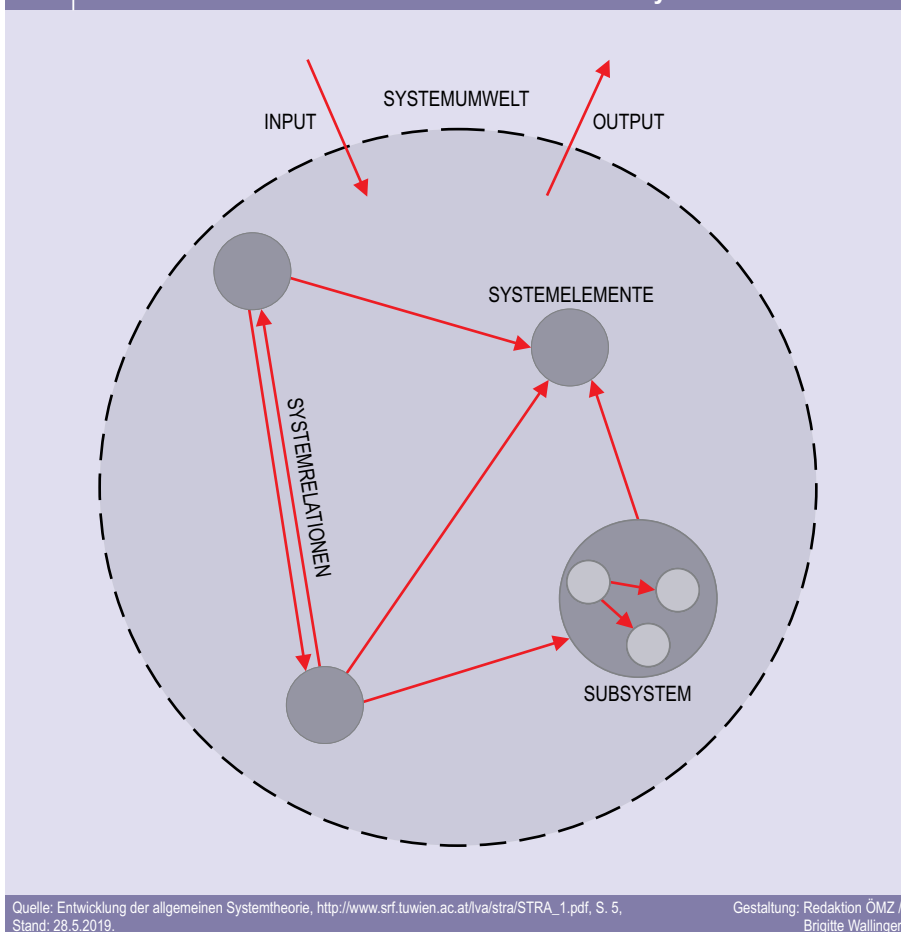 SYSTEMUMWELT
INPUT
OUTPUT
SYSTEMELEMENTE
SYSTEMRELATIONEN
SUBSYSTEM
Quelle: Entwicklung der allgemeinen Systemtheorie, http://www.srf.tuwien.ac.at/lva/stra/STRA_1.pdf, S. 5,
Stand: 28.5.2019.
Gestaltung: Redaktion ÖMZ /
Brigitte Wallinger